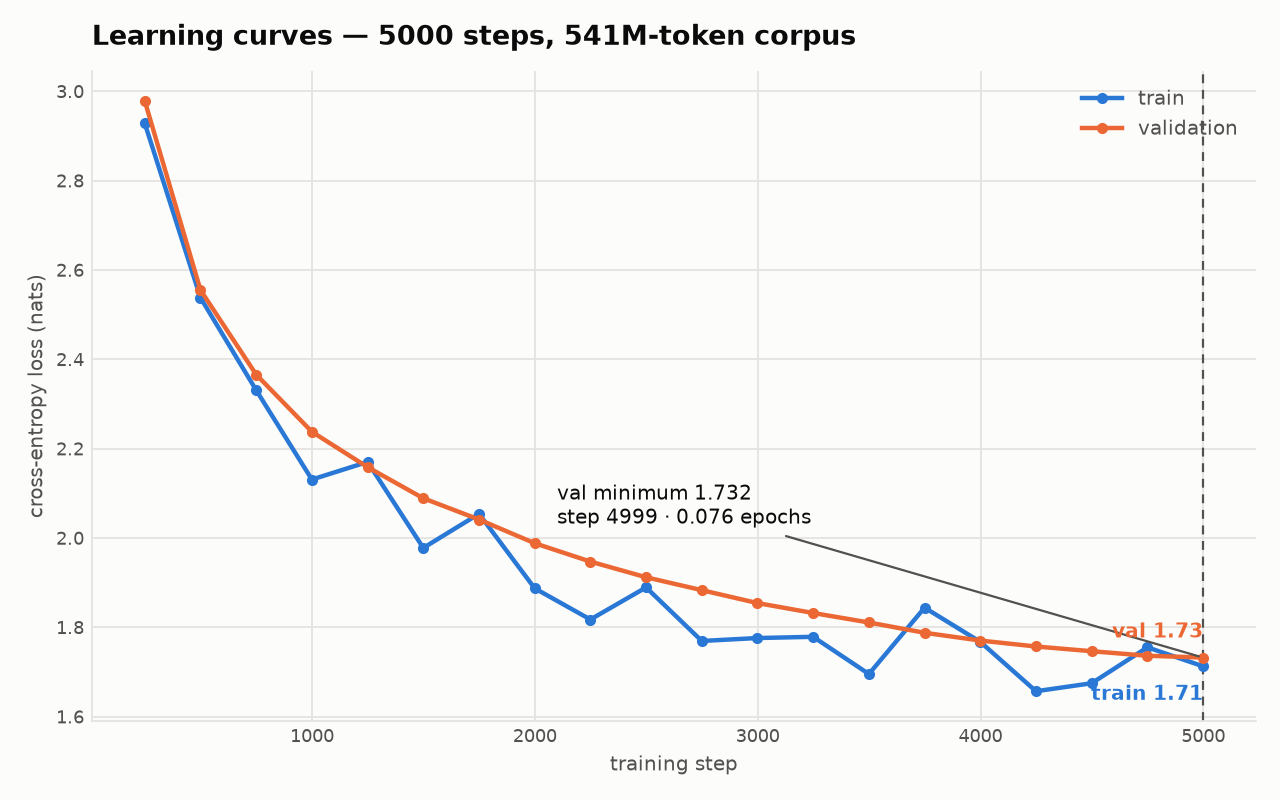 Learning curves — 5000 steps, 541M-token corpus
train
validation
3.0
2.8
2.6
2.4
2.2
2.0
1.8
1.6
cross-entropy loss (nats)
val minimum 1.732
step 4999 · 0.076 epochs
val 1.73
train 1.71
1000
2000
3000
4000
5000
training step